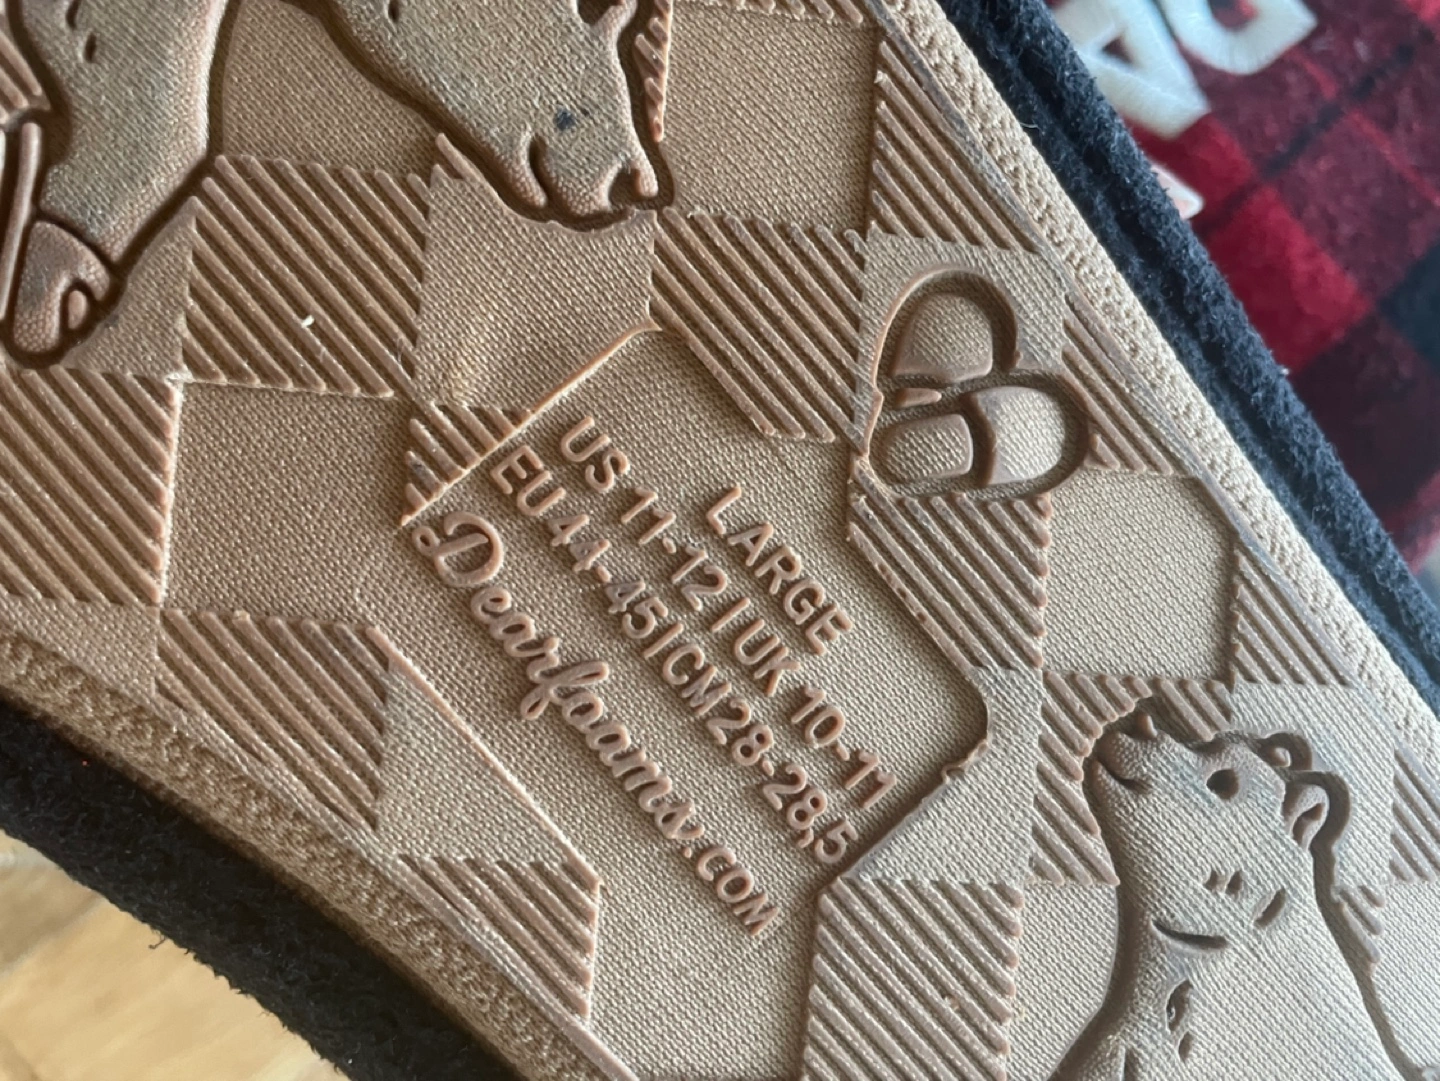 LARGE
US 11-12 | UK 10-11
EU 44-45 | CM 28-28,5
Dearfoams.com